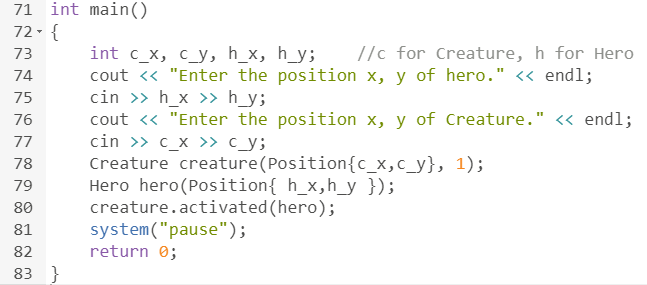 71 int main()
72 {
73 int c_x, c_y, h_x, h_y; //c for Creature, h for Hero
74 cout << "Enter the position x, y of hero." << endl;
75 cin >> h_x >> h_y;
76 cout << "Enter the position x, y of Creature." << endl;
77 cin >> c_x >> c_y;
78 Creature creature(Position{c_x,c_y}, 1);
79 Hero hero(Position{ h_x,h_y });
80 creature.activated(hero);
81 system("pause");
82 return 0;
83 }